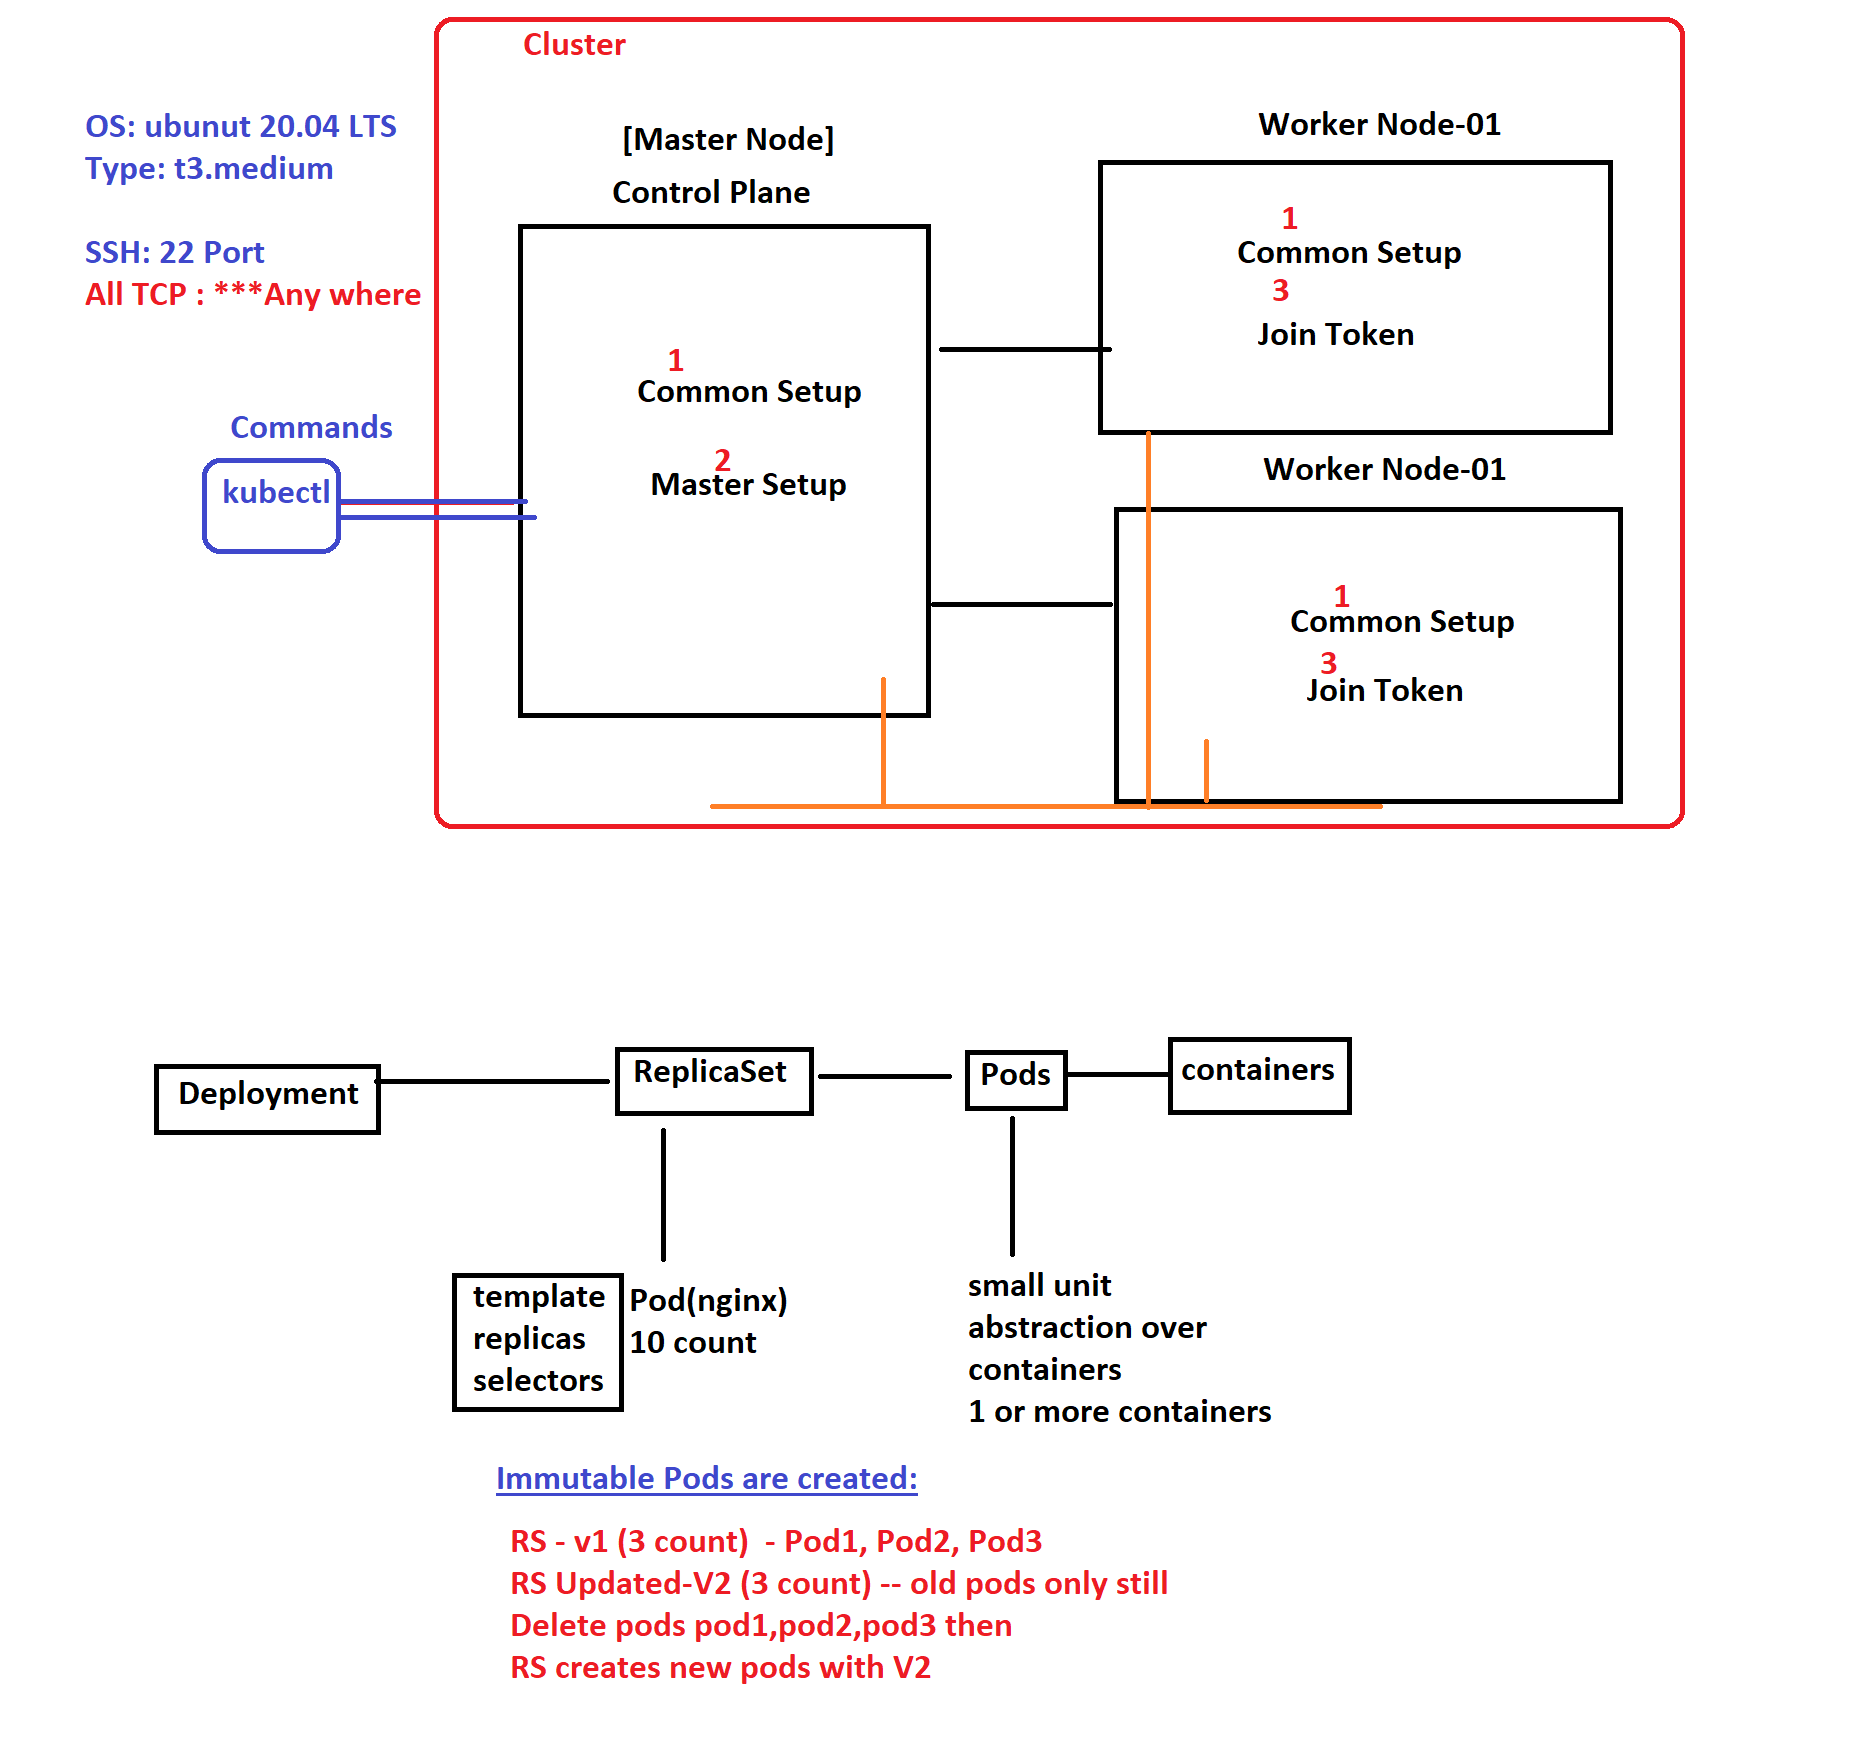 Cluster
OS: ubunut 20.04 LTS
Type: t3.medium
SSH: 22 Port
All TCP : ***Any where
Commands
kubectl
[Master Node]
Control Plane
1
Common Setup
2
Master Setup
Worker Node-01
1
Common Setup
3
Join Token
Worker Node-01
1
Common Setup
3
Join Token
Deployment
ReplicaSet
Pods
containers
template
replicas
selectors
Pod(nginx)
10 count
small unit
abstraction over
containers
1 or more containers
Immutable Pods are created:
RS - v1 (3 count)  - Pod1, Pod2, Pod3
RS Updated-V2 (3 count) -- old pods only still
Delete pods pod1,pod2,pod3 then
RS creates new pods with V2